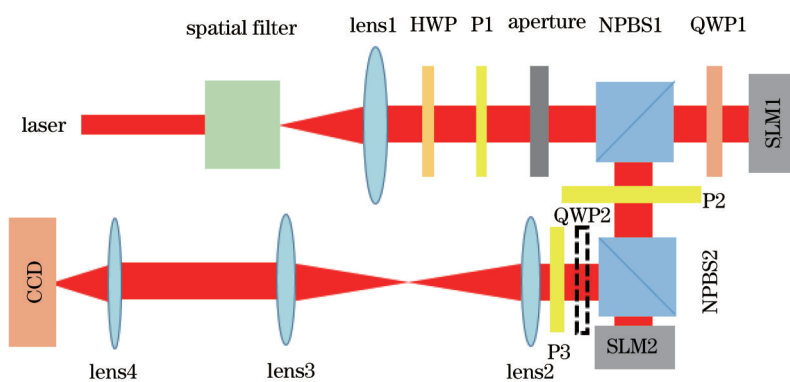 spatial filter
lens1
HWP
P1
aperture
NPBS1
QWP1
laser
SLM1
P2
QWP2
CCD
NPBS2
P3
SLM2
lens4
lens3
lens2